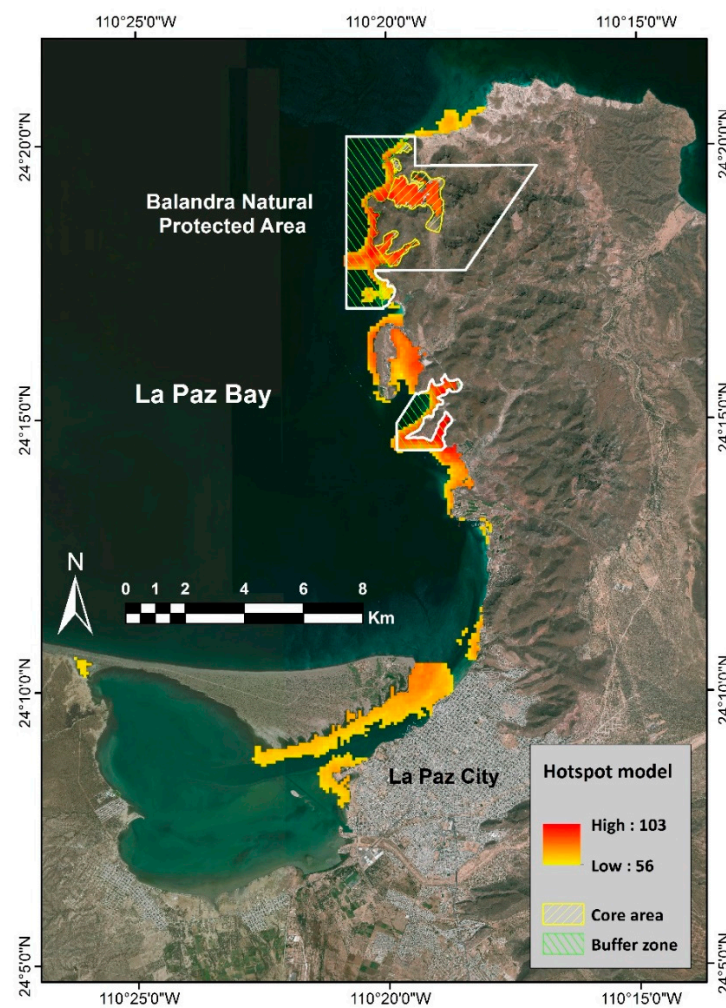 110°25'0"W 110°20'0"W 110°15'0"W
24°20'0"N 24°20'0"N
Balandra Natural
Protected Area
La Paz Bay
24°15'0"N 24°15'0"N
N
0 1 2 4 6 8
Km
24°10'0"N 24°10'0"N
La Paz City
Hotspot model
High : 103
Low : 56
Core area
Buffer zone
24°5'0"N 24°5'0"N
110°25'0"W 110°20'0"W 110°15'0"W